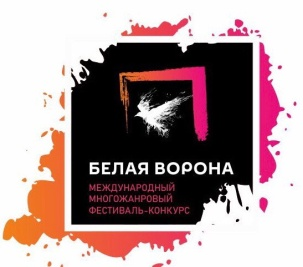 БЕЛАЯ ВОРОНА
МЕЖДУНАРОДНЫЙ
МНОГОЖАНРОВЫЙ
ФЕСТИВАЛЬ-КОНКУРС